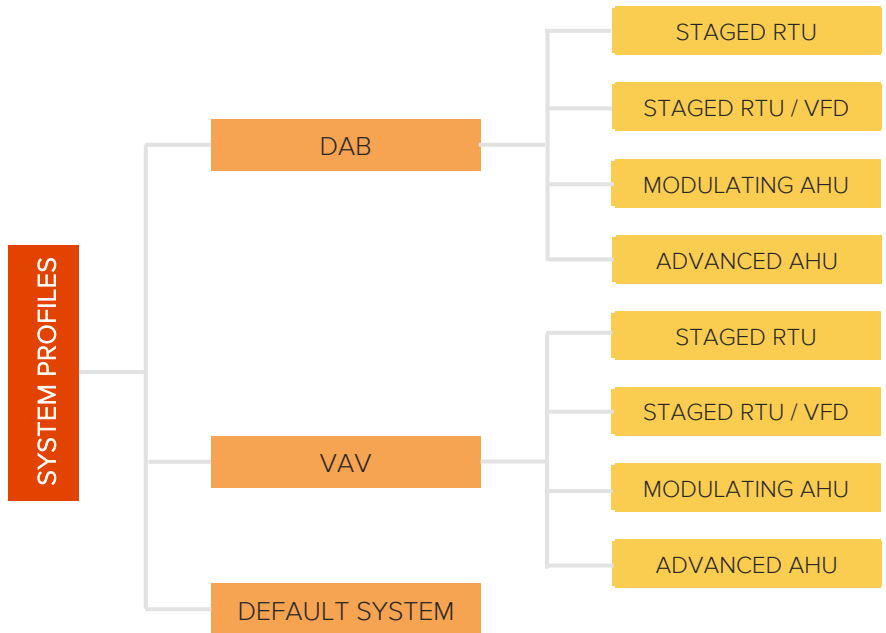 SYSTEM PROFILES
DAB
STAGED RTU
STAGED RTU / VFD
MODULATING AHU
ADVANCED AHU
VAV
STAGED RTU
STAGED RTU / VFD
MODULATING AHU
ADVANCED AHU
DEFAULT SYSTEM